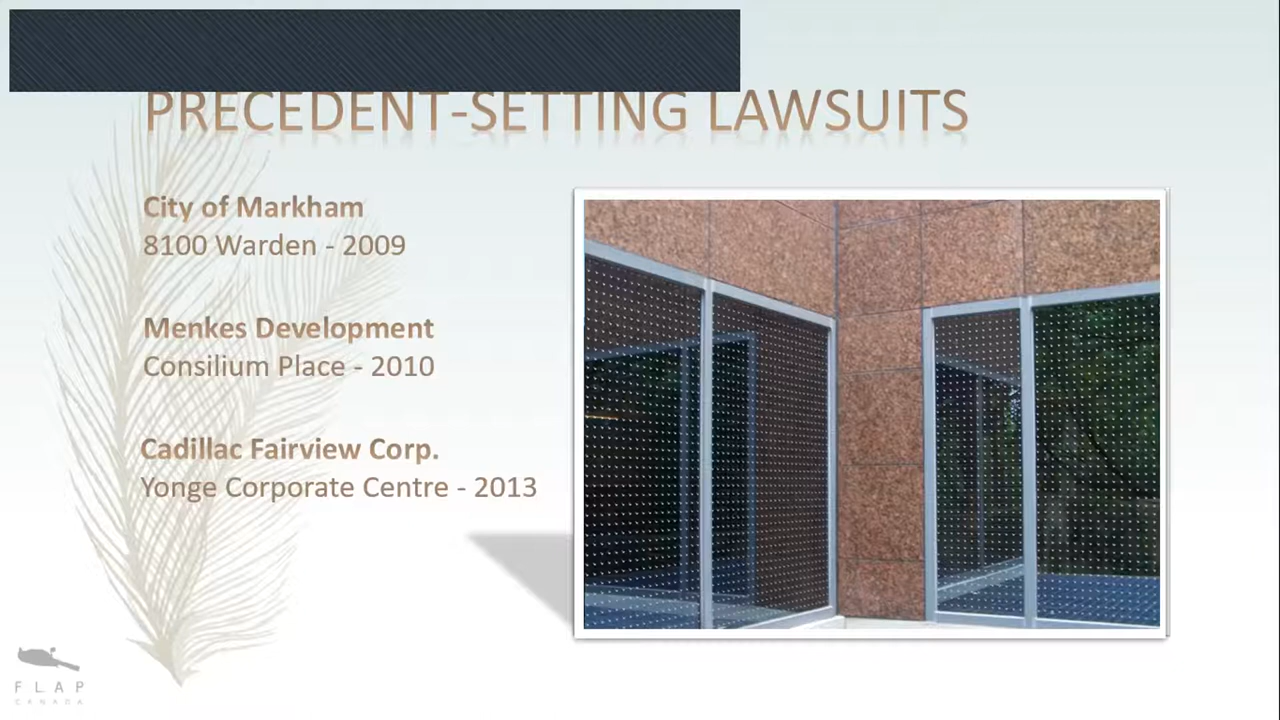 PRECEDENT-SETTING LAWSUITS
City of Markham
8100 Warden - 2009
Menkes Development
Consilium Place - 2010
Cadillac Fairview Corp.
Yonge Corporate Centre - 2013
FLAP
CANADA